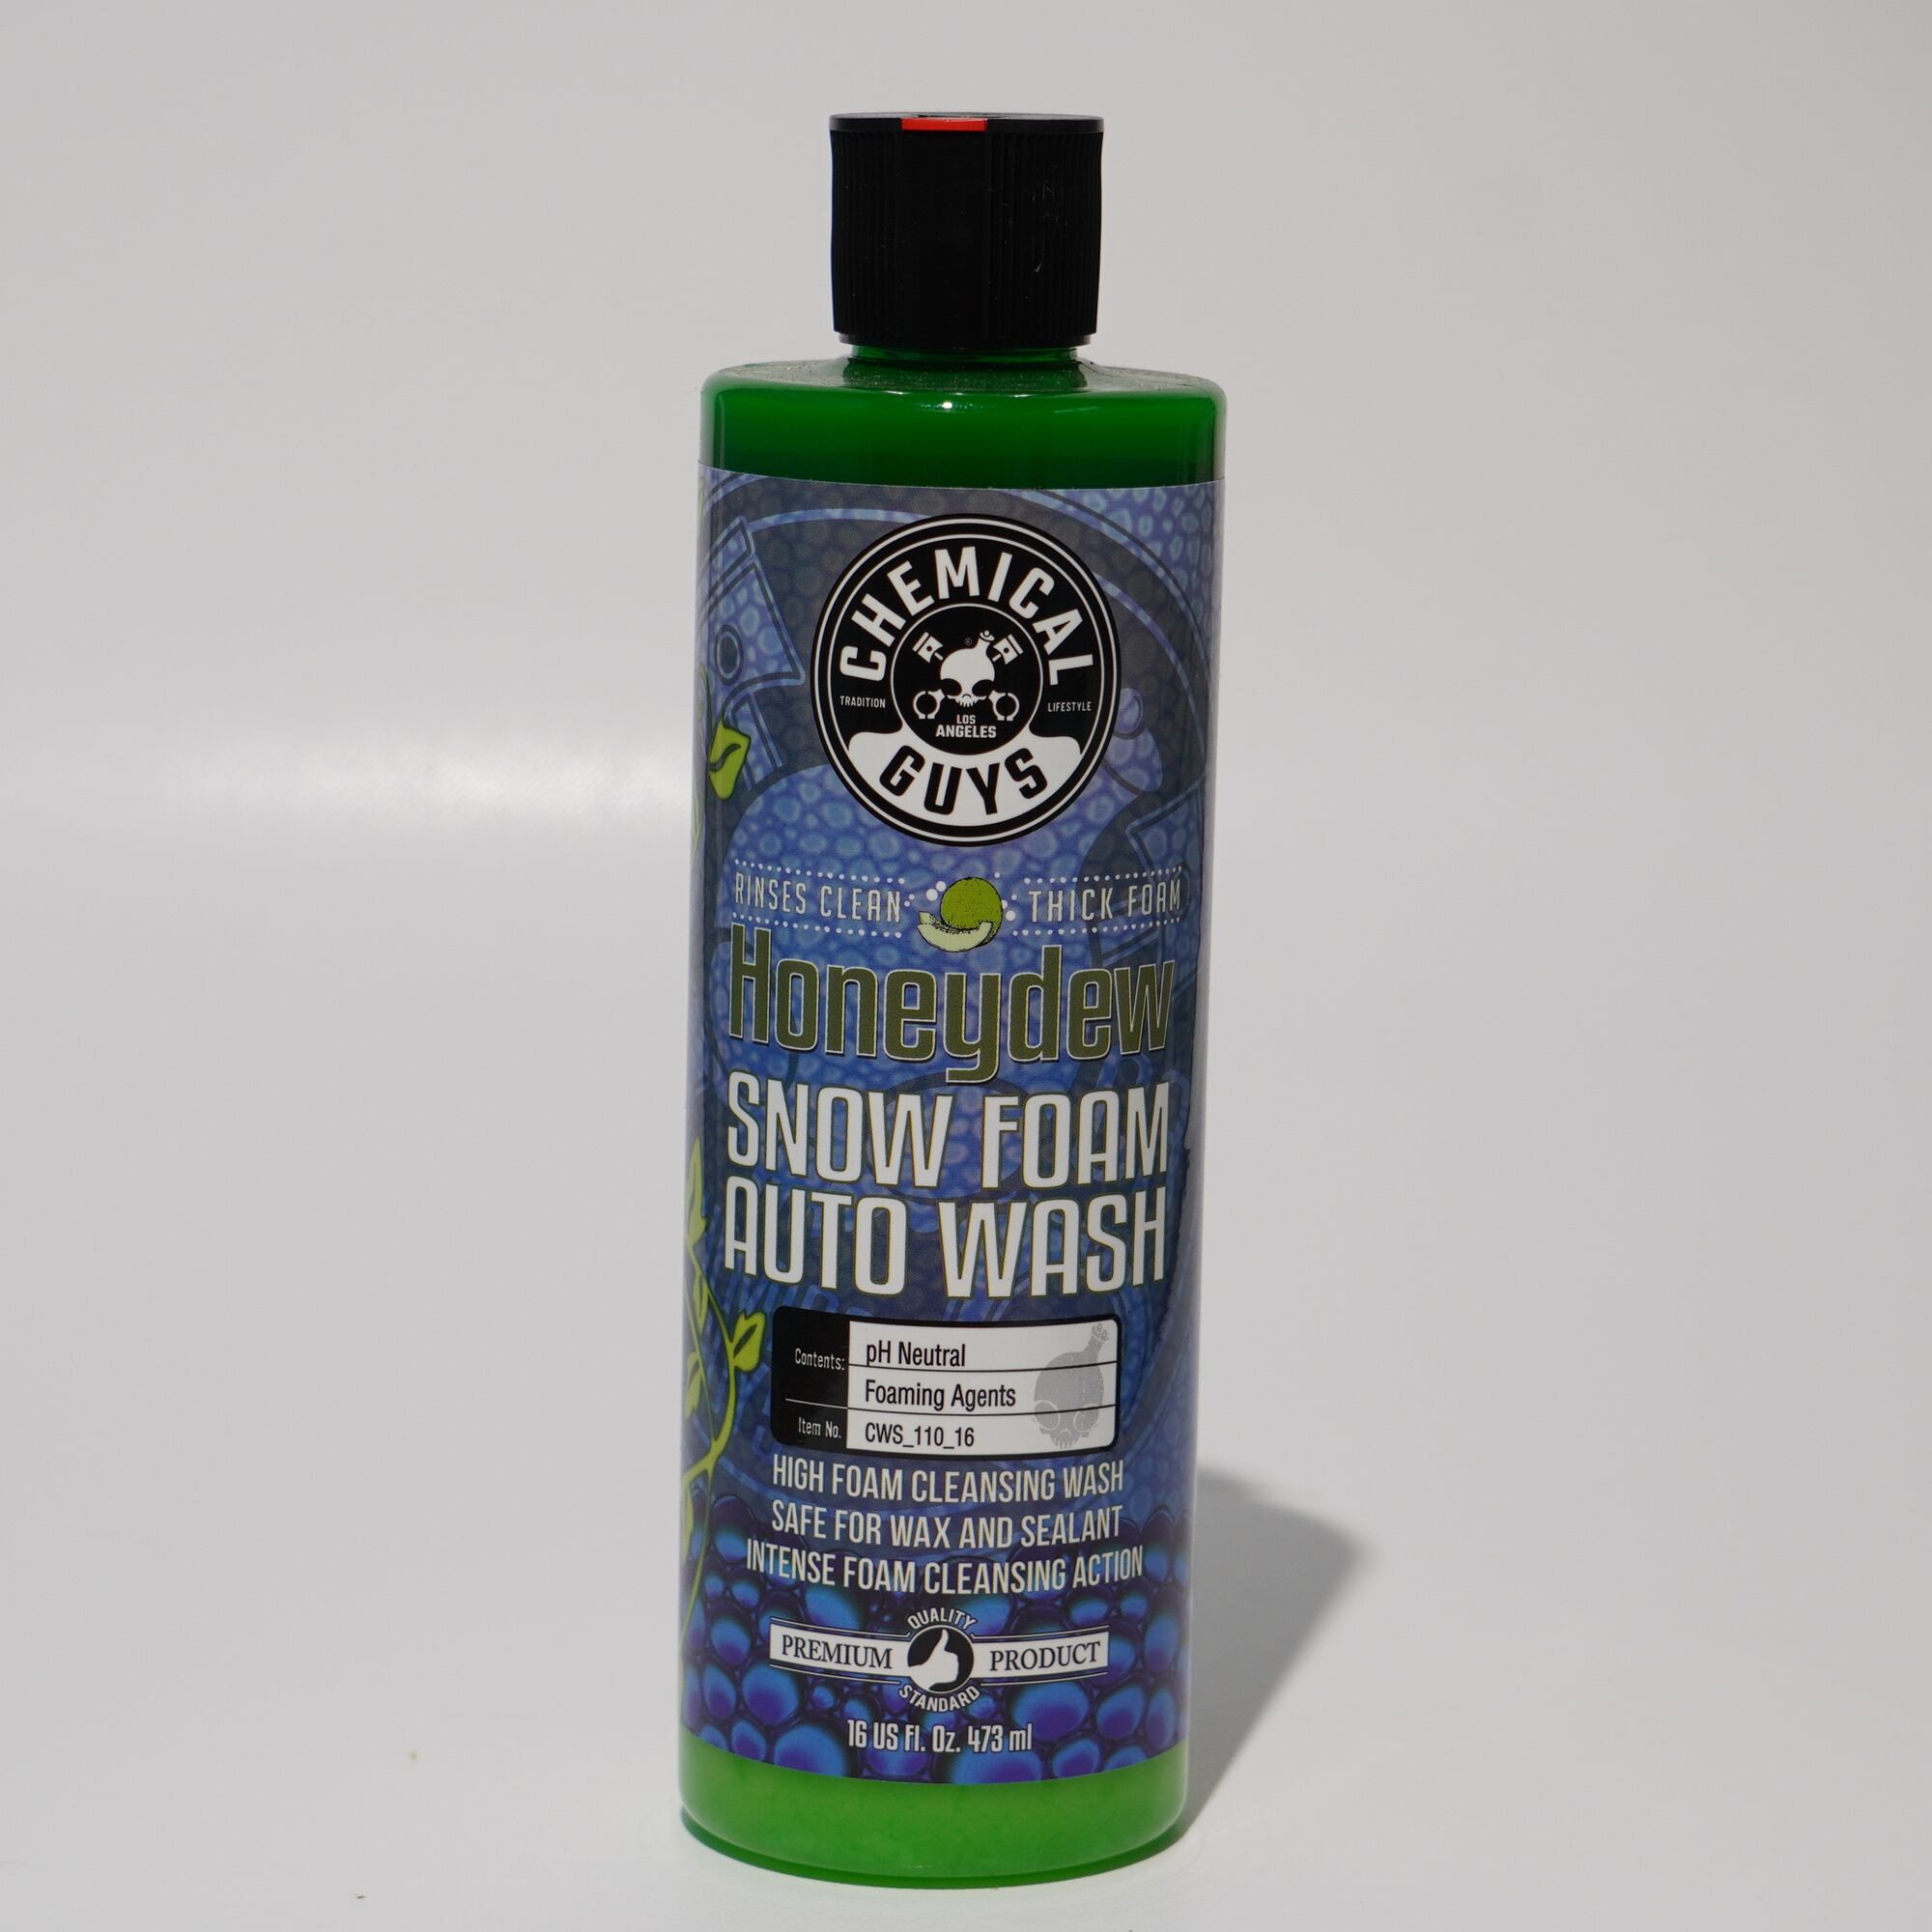 CHEMICAL
TRADITION
LIFESTYLE
LOS
ANGELES
GUYS
RINSES CLEAN THICK FOAM
Honeydew
SNOW FOAM
AUTO WASH
Contents: pH Neutral
Foaming Agents
Item No. CWS_110_16
HIGH FOAM CLEANSING WASH
SAFE FOR WAX AND SEALANT
INTENSE FOAM CLEANSING ACTION
QUALITY
PREMIUM PRODUCT
STANDARD
16 US Fl. Oz. 473 ml